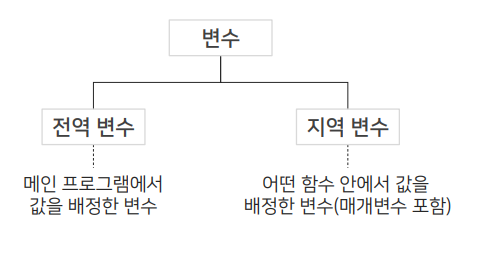 변수
전역 변수
지역 변수
메인 프로그램에서
값을 배정한 변수
어떤 함수 안에서 값을
배정한 변수(매개변수 포함)